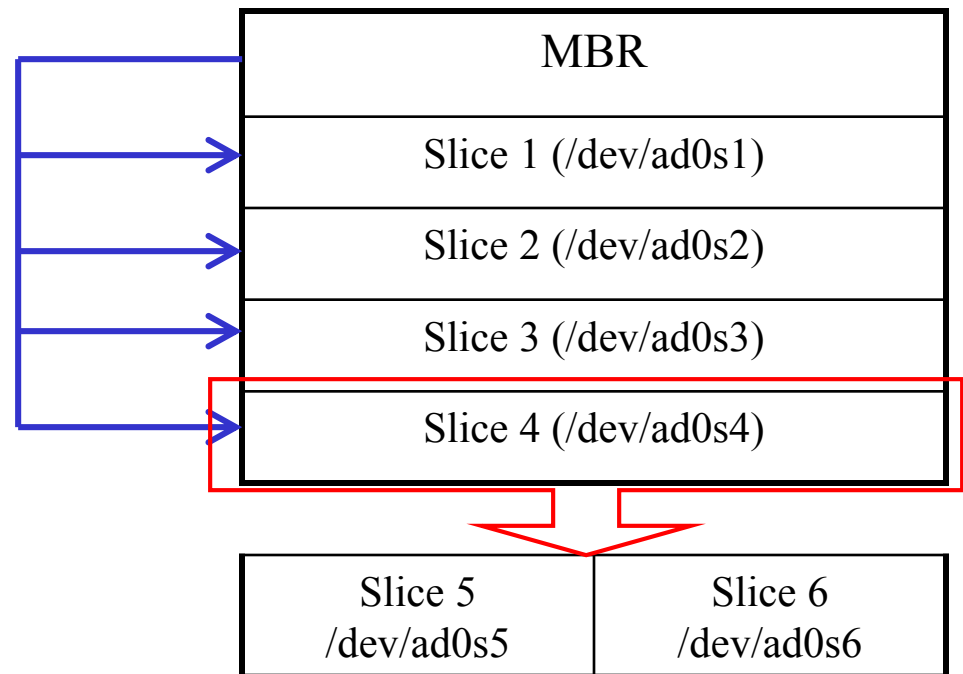 MBR
Slice 1 (/dev/ad0s1)
Slice 2 (/dev/ad0s2)
Slice 3 (/dev/ad0s3)
Slice 4 (/dev/ad0s4)
Slice 5
/dev/ad0s5
Slice 6
/dev/ad0s6